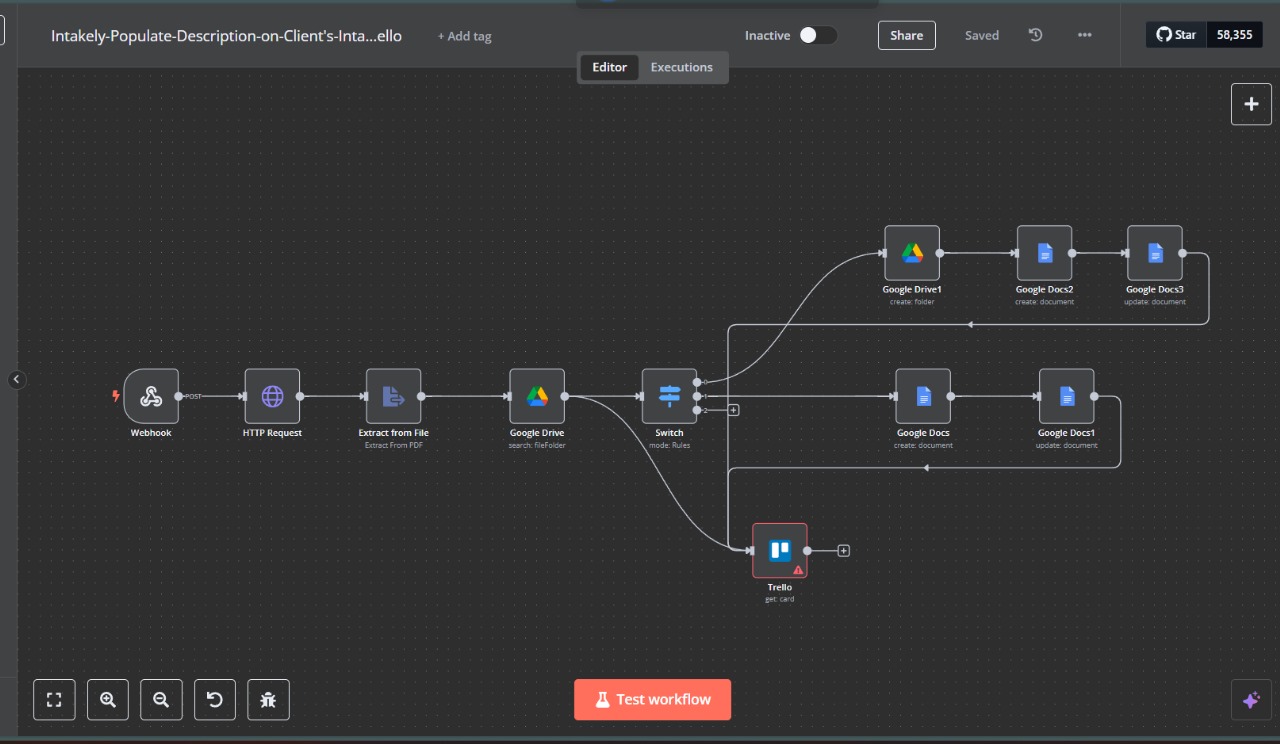 Intakely-Populate-Description-on-Client's-Inta...ello
+ Add tag
Inactive
Share
Saved
Star
58,355
Editor
Executions
Google Drive1
create: folder
Google Docs2
create: document
Google Docs3
update: document
POST
0
1
2
Webhook
HTTP Request
Extract from File
Extract From PDF
Google Drive
search: fileFolder
Switch
mode: Rules
Google Docs
create: document
Google Docs1
update: document
Trello
get: card
Test workflow